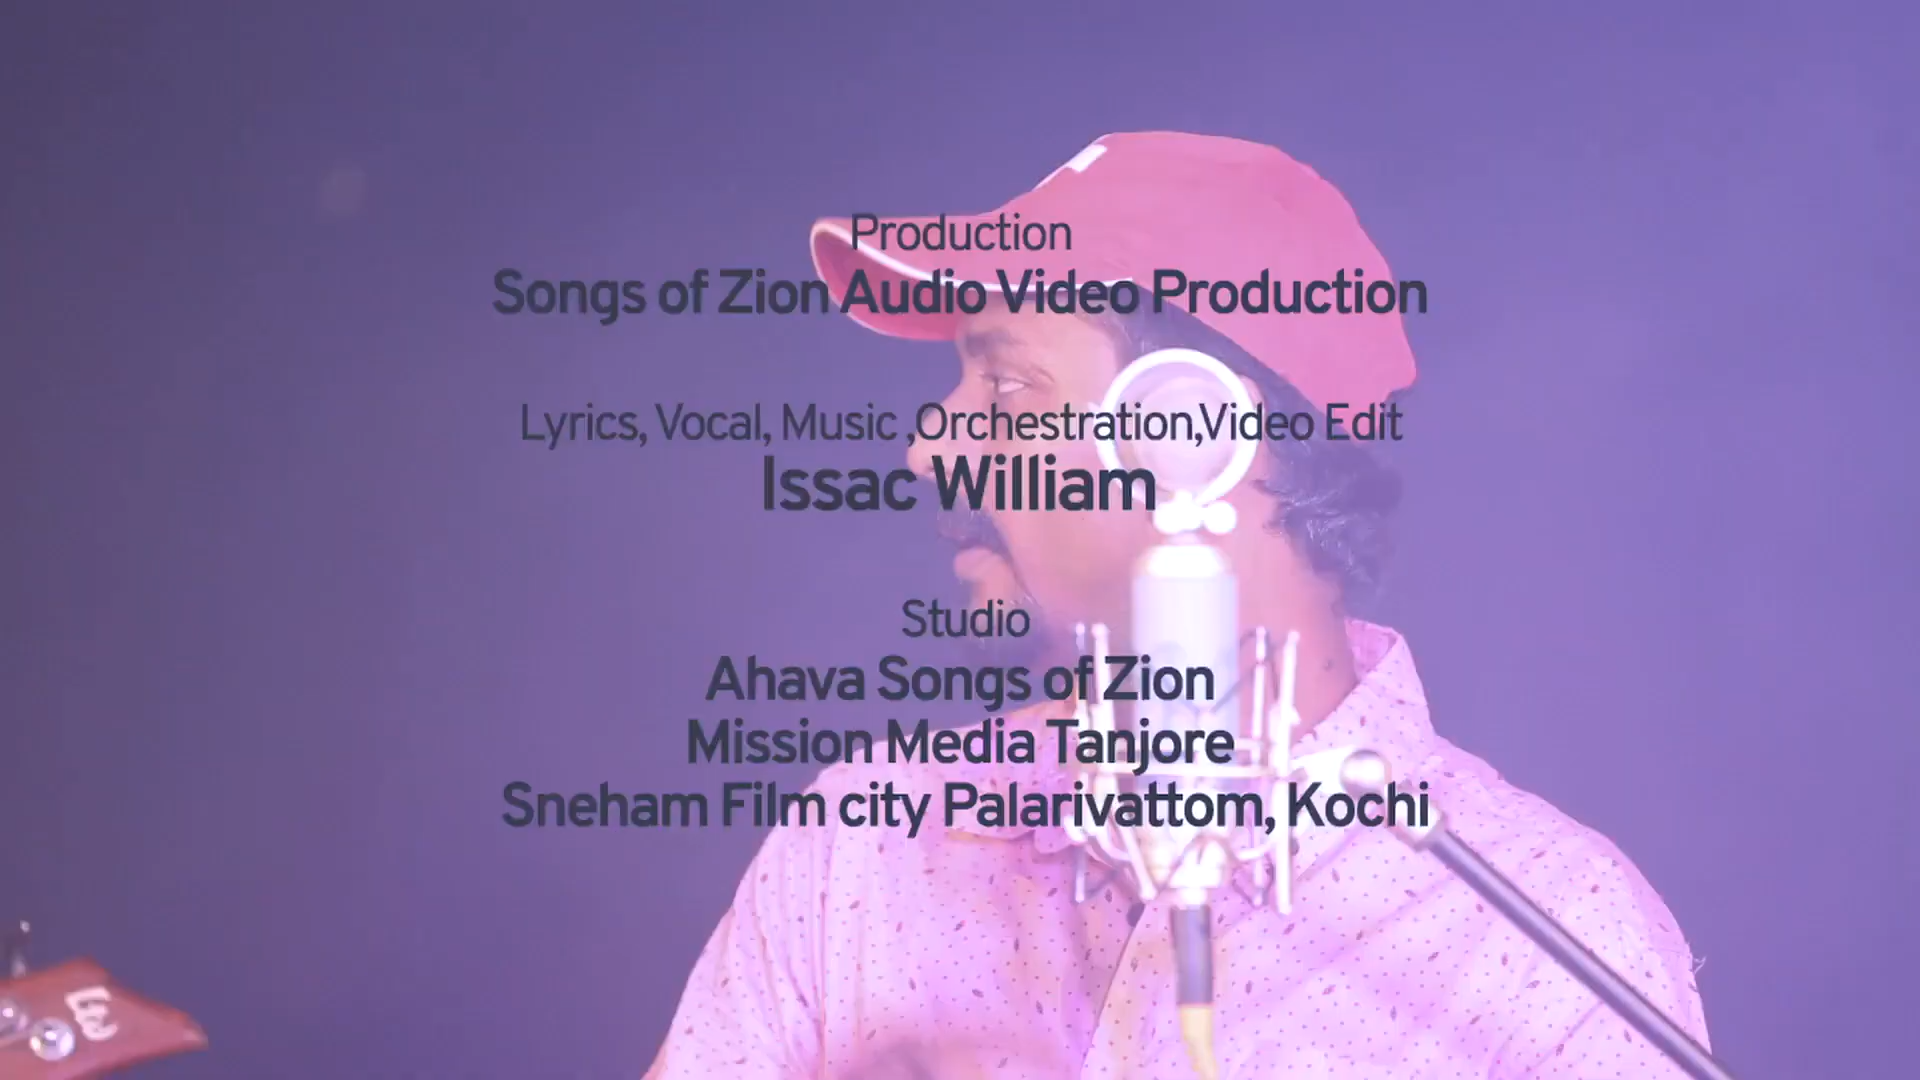 Production
Songs of Zion Audio Video Production
Lyrics, Vocal, Music ,Orchestration,Video Edit
Issac William
Studio
Ahava Songs of Zion
Mission Media Tanjore
Sneham Film city Palarivattom, Kochi